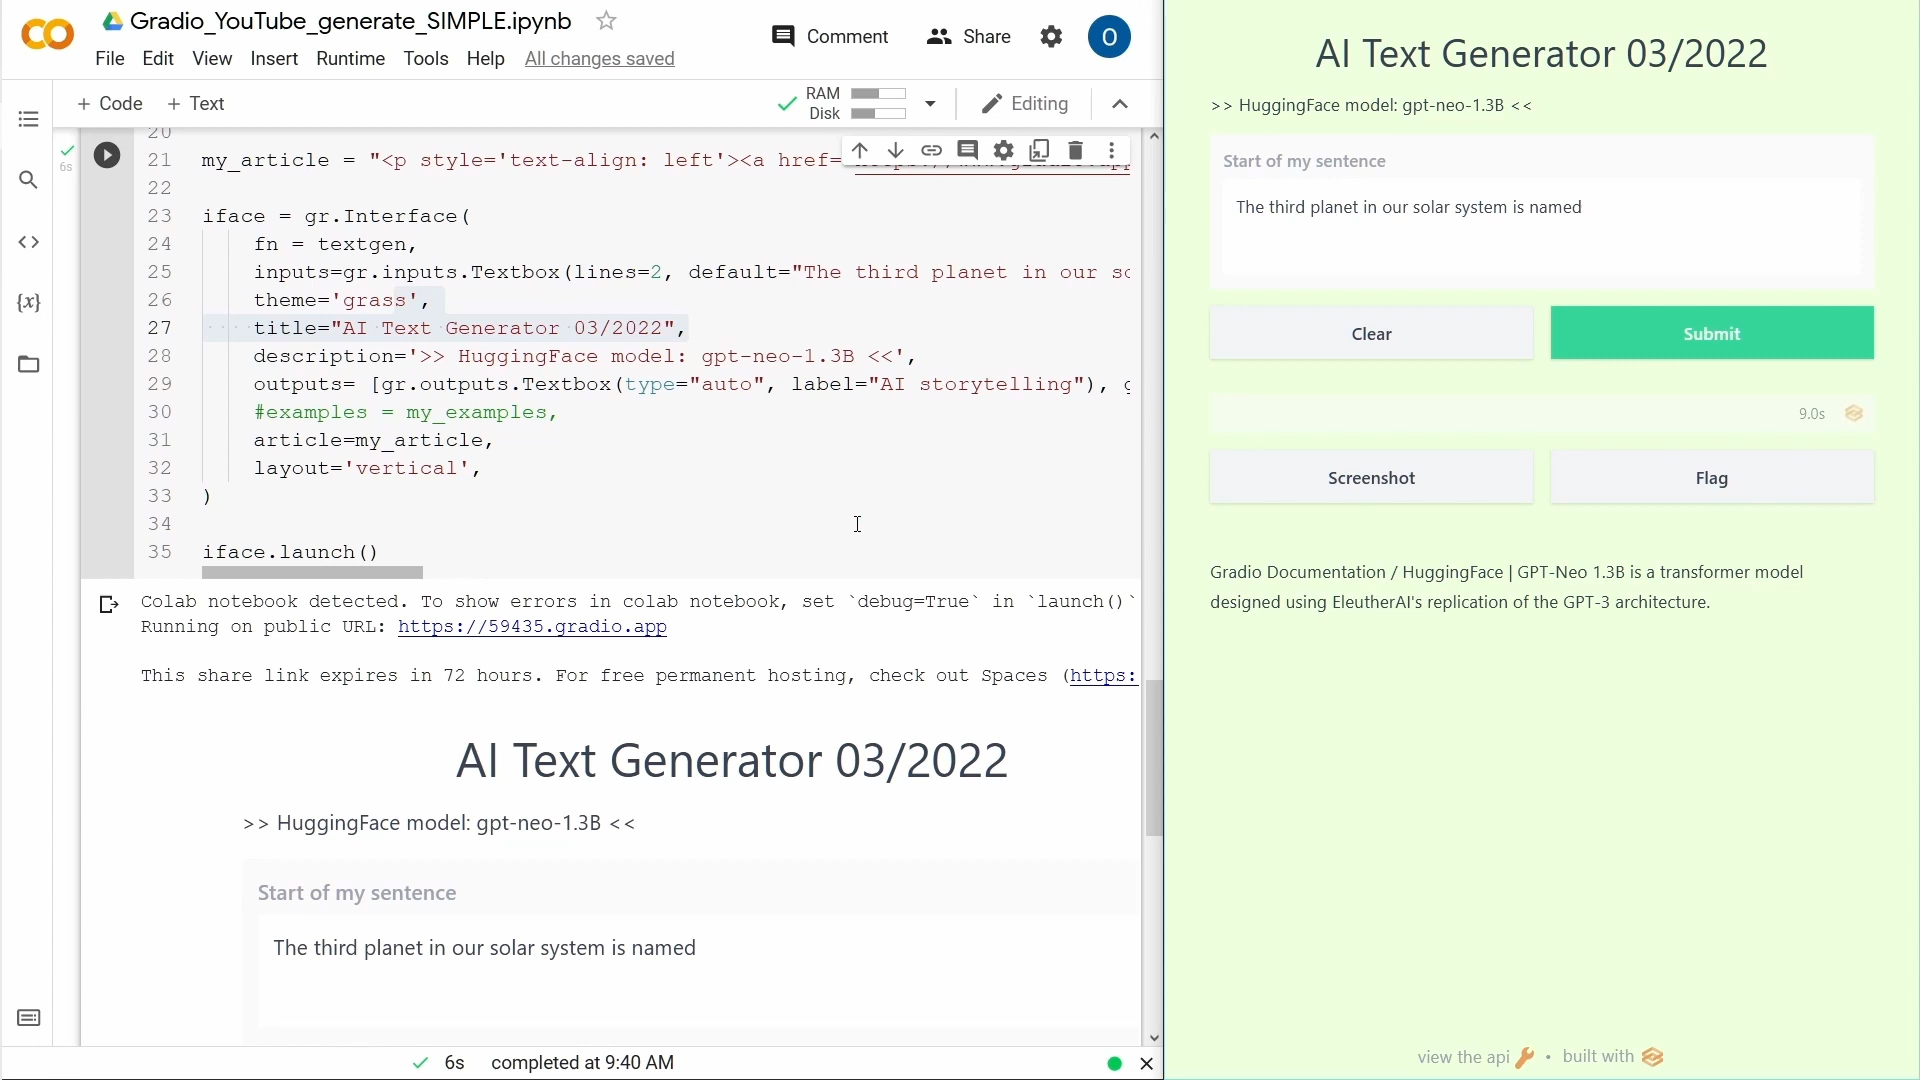 Gradio_YouTube_generate_SIMPLE.ipynb
File Edit View Insert Runtime Tools Help All changes saved
Comment Share O
+ Code + Text
RAM
Disk
Editing
6s
20
21 my_article = "<p style='text-align: left'><a href=
22
23 iface = gr.Interface(
24 fn = textgen,
25 inputs=gr.inputs.Textbox(lines=2, default="The third planet in our
26 theme='grass',
27 title="AI Text Generator 03/2022",
28 description='>> HuggingFace model: gpt-neo-1.3B <<',
29 outputs= [gr.outputs.Textbox(type="auto", label="AI storytelling"),
30 #examples = my_examples,
31 article=my_article,
32 layout='vertical',
33 )
34
35 iface.launch()
Colab notebook detected. To show errors in colab notebook, set `debug=True` in `launch()`
Running on public URL: https://59435.gradio.app
This share link expires in 72 hours. For free permanent hosting, check out Spaces (https:
AI Text Generator 03/2022
>> HuggingFace model: gpt-neo-1.3B <<
Start of my sentence
The third planet in our solar system is named
6s completed at 9:40 AM
AI Text Generator 03/2022
>> HuggingFace model: gpt-neo-1.3B <<
Start of my sentence
The third planet in our solar system is named
Clear
Submit
9.0s
Screenshot
Flag
Gradio Documentation / HuggingFace | GPT-Neo 1.3B is a transformer model
designed using EleutherAI's replication of the GPT-3 architecture.
view the api • built with